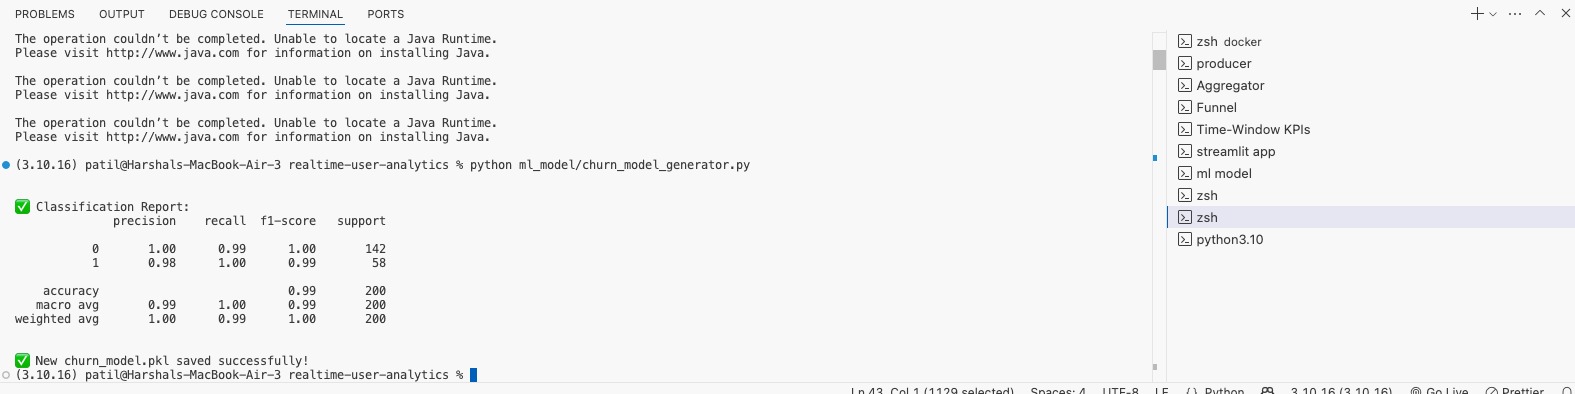 PROBLEMS OUTPUT DEBUG CONSOLE TERMINAL PORTS
The operation couldn’t be completed. Unable to locate a Java Runtime.
Please visit http://www.java.com for information on installing Java.
The operation couldn’t be completed. Unable to locate a Java Runtime.
Please visit http://www.java.com for information on installing Java.
The operation couldn’t be completed. Unable to locate a Java Runtime.
Please visit http://www.java.com for information on installing Java.
(3.10.16) patil@Harshals-MacBook-Air-3 realtime-user-analytics % python ml_model/churn_model_generator.py
✅ Classification Report:
precision recall f1-score support
0 1.00 0.99 1.00 142
1 0.98 1.00 0.99 58
accuracy 0.99 200
macro avg 0.99 1.00 0.99 200
weighted avg 1.00 0.99 1.00 200
✅ New churn_model.pkl saved successfully!
(3.10.16) patil@Harshals-MacBook-Air-3 realtime-user-analytics %
zsh docker
producer
Aggregator
Funnel
Time-Window KPIs
streamlit app
ml model
zsh
zsh
python3.10
Ln 43, Col 1 (1129 selected) Spaces: 4 UTF-8 LF { } Python 3.10.16 (3.10.16) Go Live Prettier